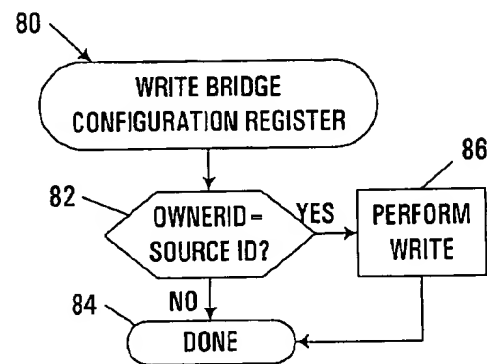 80
WRITE BRIDGE
CONFIGURATION REGISTER
82
OWNERID=
SOURCE ID?
YES
86
PERFORM
WRITE
NO
84
DONE